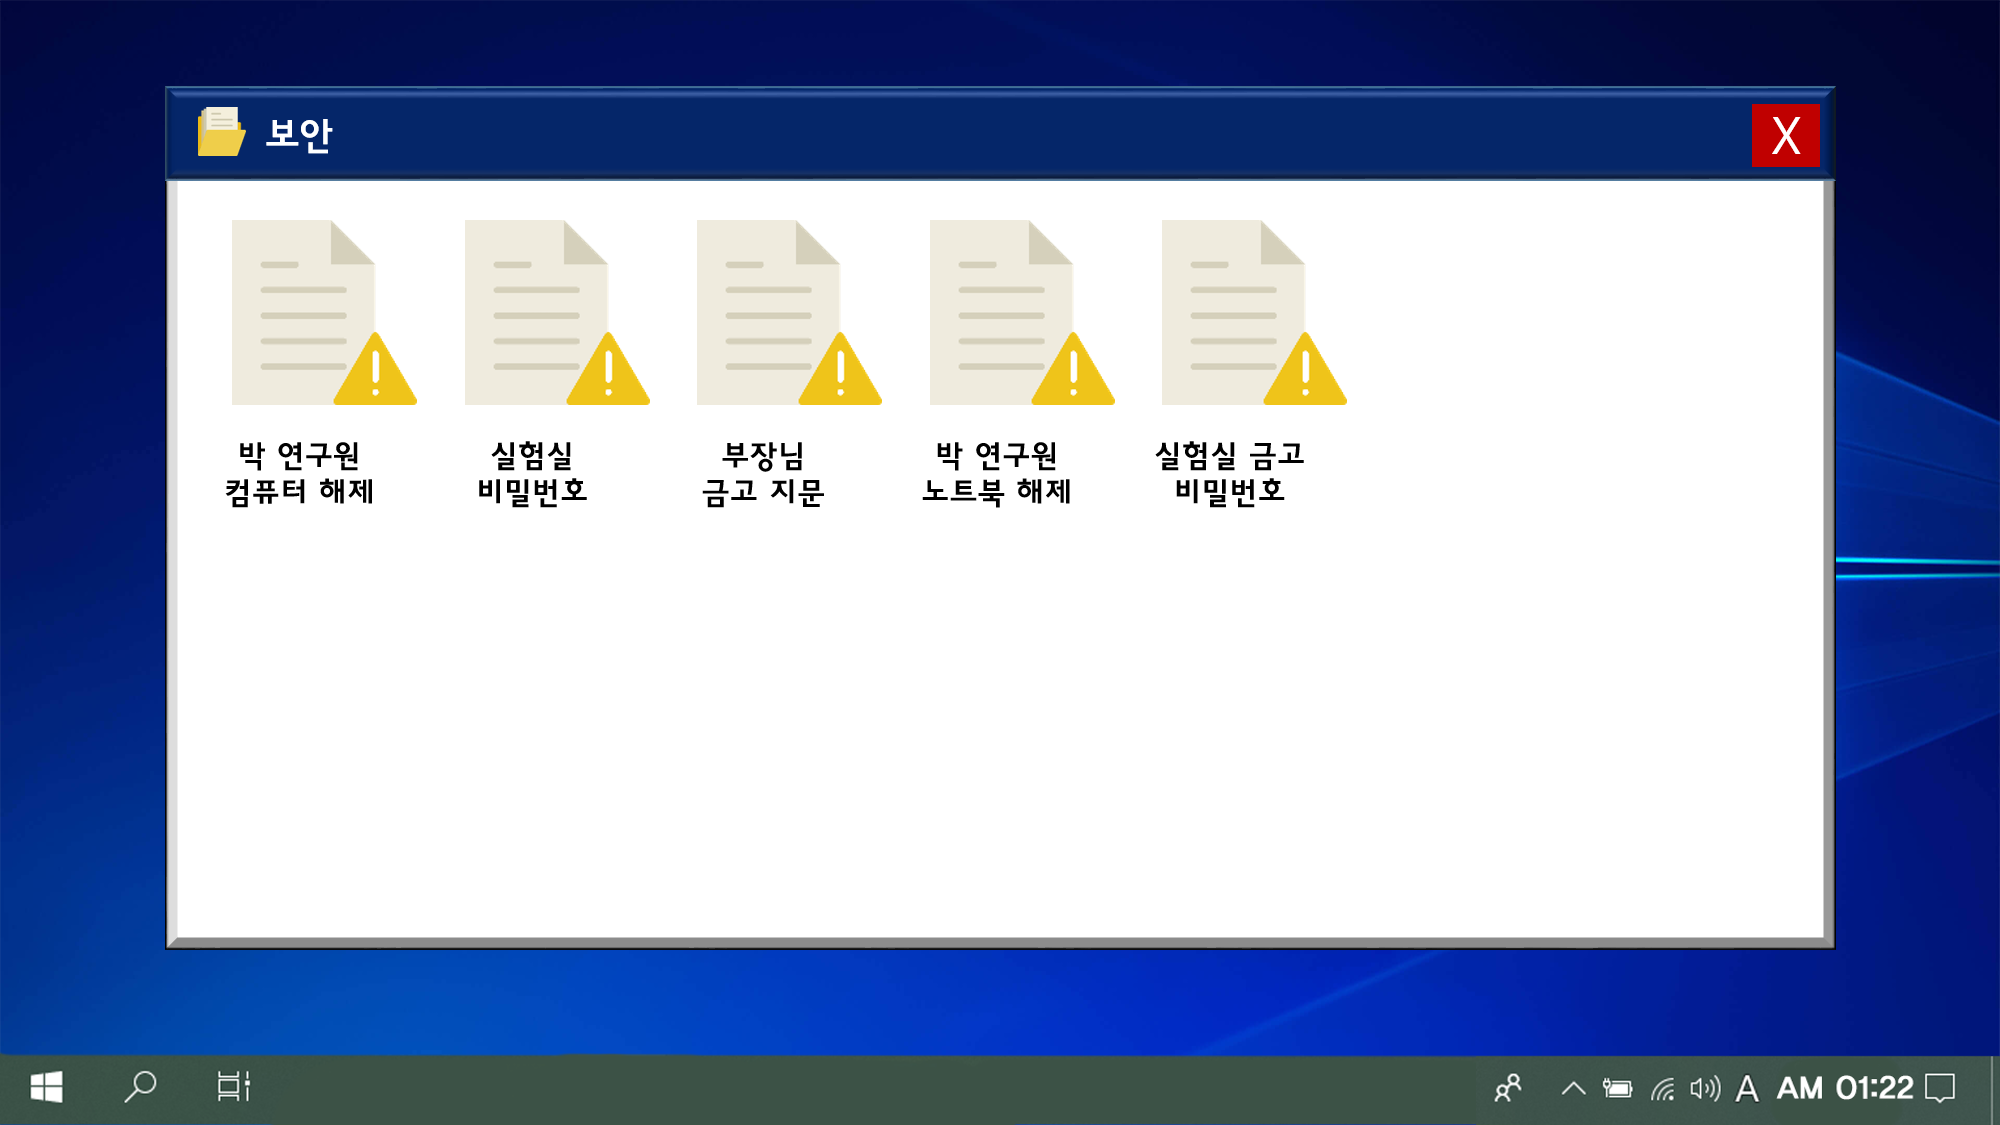 보안
X
박 연구원
컴퓨터 해제
실험실
비밀번호
부장님
금고 지문
박 연구원
노트북 해제
실험실 금고
비밀번호
A AM 01:22